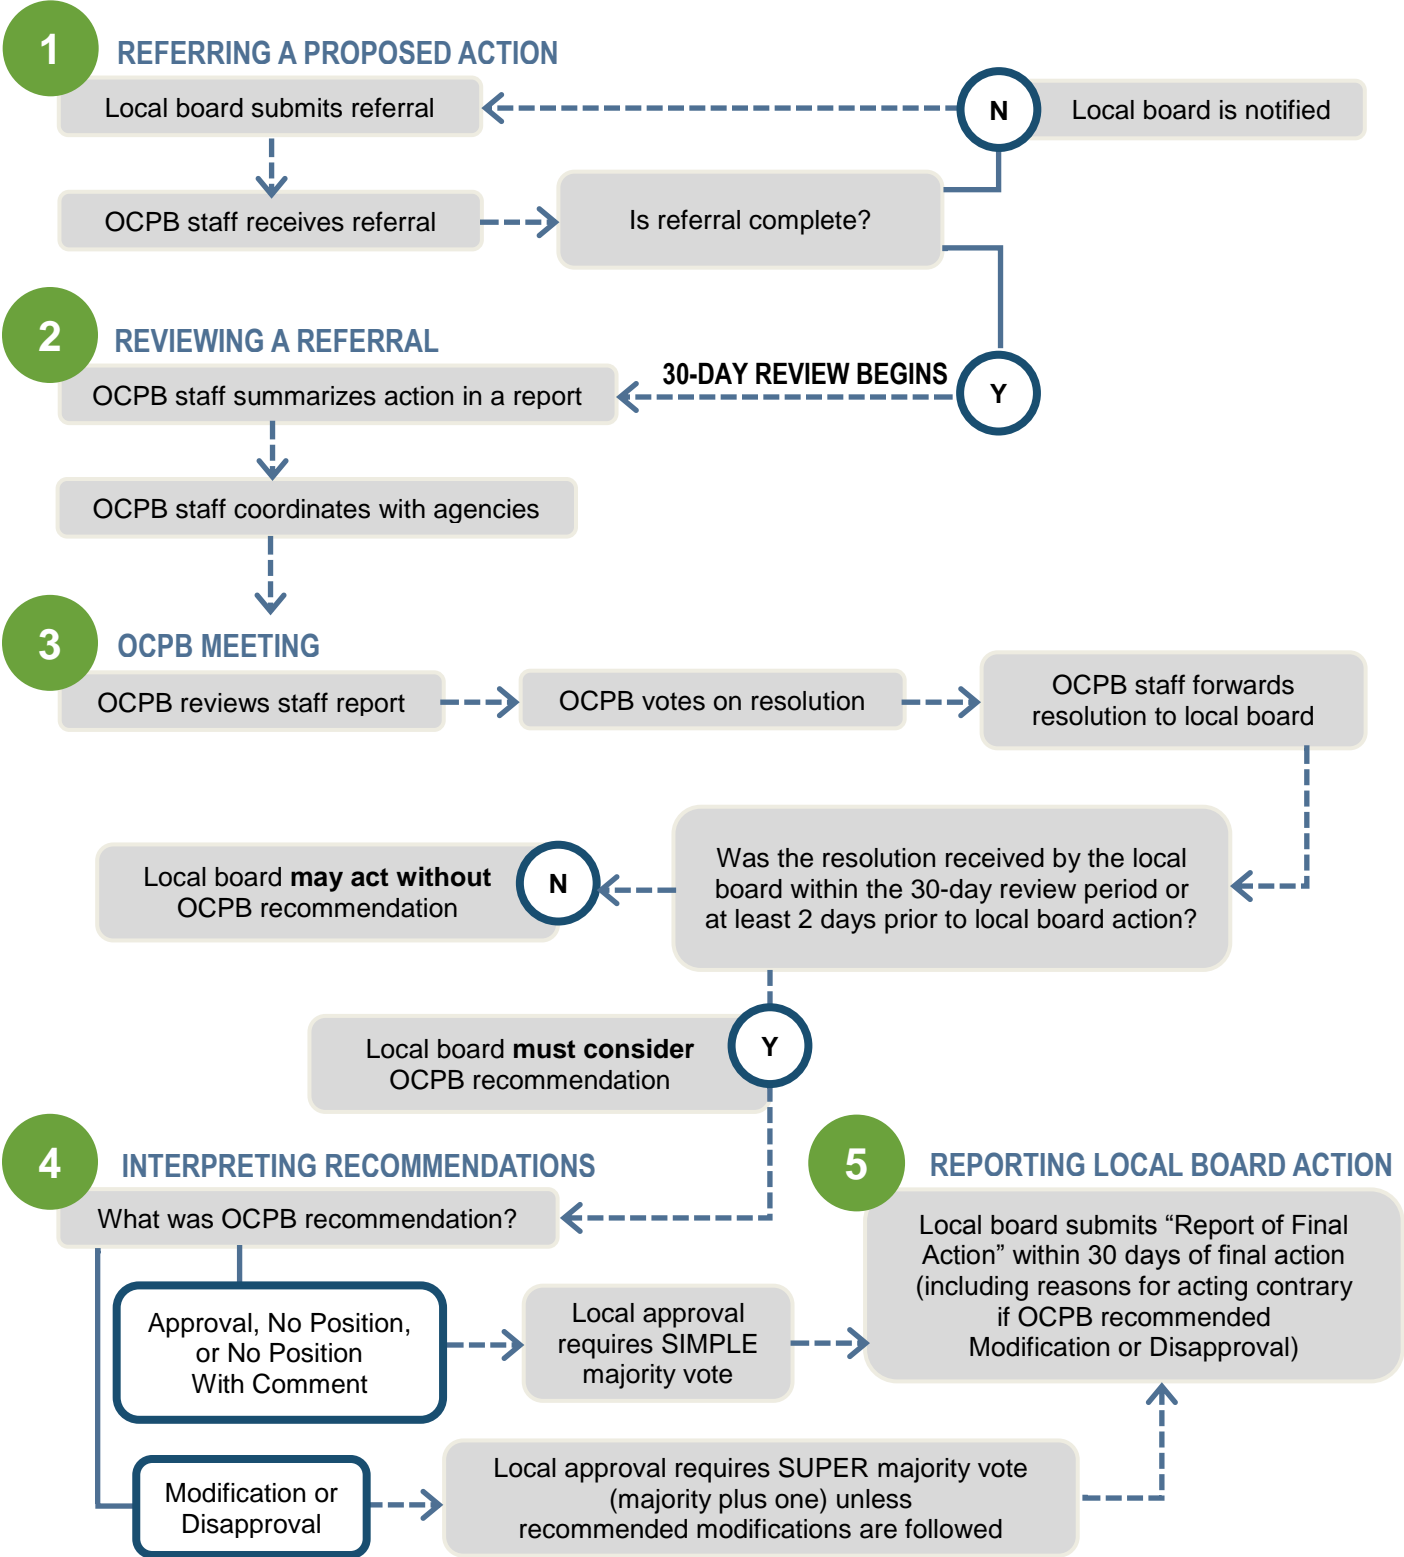 1
REFERRING A PROPOSED ACTION
Local board submits referral
N
Local board is notified
OCPB staff receives referral
Is referral complete?
2
REVIEWING A REFERRAL
30-DAY REVIEW BEGINS
Y
OCPB staff summarizes action in a report
OCPB staff coordinates with agencies
3
OCPB MEETING
OCPB reviews staff report
OCPB votes on resolution
OCPB staff forwards
resolution to local board
Was the resolution received by the local
board within the 30-day review period or
at least 2 days prior to local board action?
N
Local board may act without
OCPB recommendation
Y
Local board must consider
OCPB recommendation
4
INTERPRETING RECOMMENDATIONS
What was OCPB recommendation?
Approval, No Position,
or No Position
With Comment
Local approval
requires SIMPLE
majority vote
Modification or
Disapproval
Local approval requires SUPER majority vote
(majority plus one) unless
recommended modifications are followed
5
REPORTING LOCAL BOARD ACTION
Local board submits “Report of Final
Action” within 30 days of final action
(including reasons for acting contrary
if OCPB recommended
Modification or Disapproval)